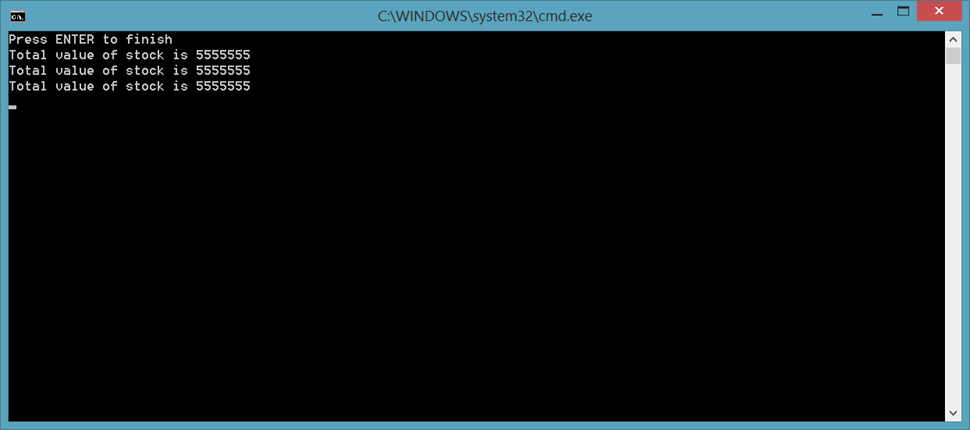 C:\WINDOWS\system32\cmd.exe
Press ENTER to finish
Total value of stock is 5555555
Total value of stock is 5555555
Total value of stock is 5555555